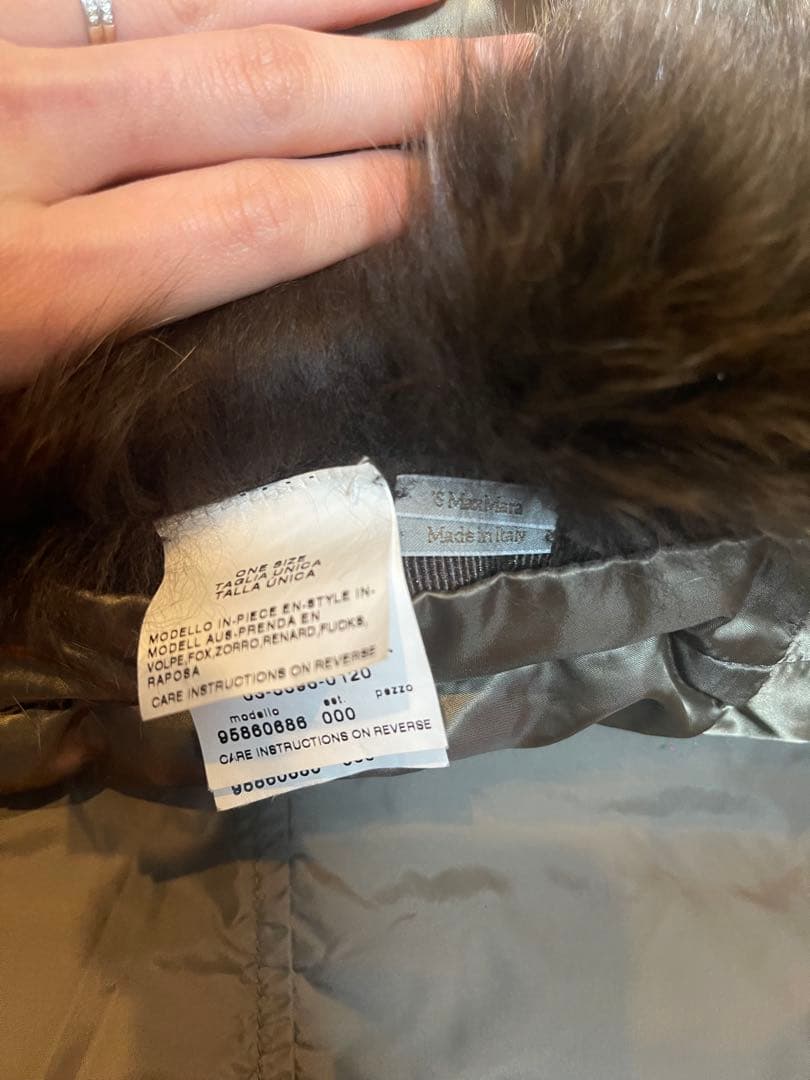 ONE SIZE
TAGLIA UNICA
TALLA ÚNICA
MODELLO IN-PIECE EN-STYLE IN-
MODELL AUS-PRENDA EN
VOLPE,FOX,ZORRO,RENARD,FUCKS,
RAPOSA
CARE INSTRUCTIONS ON REVERSE
'S MaxMara
Made in Italy
modello est. pezzo
95860686 000
CARE INSTRUCTIONS ON REVERSE